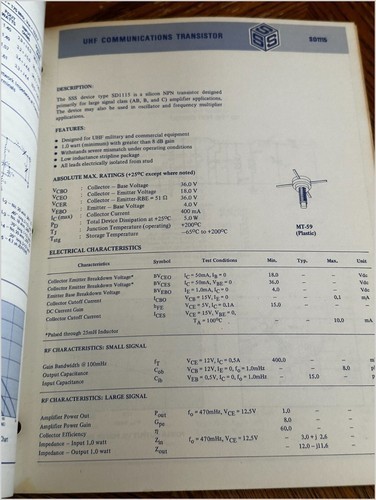 UHF COMMUNICATIONS TRANSISTOR
SSS
SD1115
DESCRIPTION:
The SSS device type SD1115 is a silicon NPN transistor designed
primarily for large signal class (AB, B, and C) amplifier applications.
The device may also be used in oscillator and frequency multiplier
applications.
FEATURES:
Designed for UHF military and commercial equipment
1.0 watt (minimum) with greater than 8 dB gain
Withstands severe mismatch under operating conditions
Low inductance stripline package
All leads electrically isolated from stud
ABSOLUTE MAX. RATINGS (+25°C except where noted)
VCBO : Collector – Base Voltage 36,0 V
VCEO : Collector – Emitter Voltage 18,0 V
VCER : Collector – Emitter-RBE = 51 Ω 36,0 V
VEBO : Emitter – Base Voltage 4.0 V
IC (max) : Collector Current 400 mA
PD : Total Device Dissipation at +25°C 5.0 W
TJ : Junction Temperature (operating) +200°C
Tstg : Storage Temperature –65°C to +200°C
MT-59
(Plastic)
ELECTRICAL CHARACTERISTICS
Characteristics Symbol Test Conditions Min. Typ. Max. Unit
Collector Emitter Breakdown Voltage* BVCEO IC = 50mA, IB = 0 18,0 – – Vdc
Collector Emitter Breakdown Voltage* BVCES IC = 50mA, VBE = 0 36,0 – – Vdc
Emitter Base Breakdown Voltage BVEBO IE = 1,0mA, IC = 0 4,0 – – Vdc
Collector Cutoff Current ICBO VCB = 15V, IE = 0 – – 0,1 mA
DC Current Gain hFE VCE = 5V, IC = 0,1A 15,0 – –
Collector Cutoff Current ICES VCE = 15V, VBE = 0,
TA = 100°C – – 10,0 mA
*Pulsed through 25mH Inductor
RF CHARACTERISTICS: SMALL SIGNAL
Gain Bandwidth @ 100mHz fT VCE = 12V, IC = 0,5A 400,0 – –
Output Capacitance Cob VCB = 12V, IE = 0, fo = 1,0mHz – – 8,0
Input Capacitance Cib VEB = 0,5V, IC = 0, fo = 1,0mHz – 15,0 –
RF CHARACTERISTICS: LARGE SIGNAL
Amplifier Power Out Pout fo = 470mHz, VCE = 12,5V 1,0 –
Amplifier Power Gain Gpe 8,0 –
Collector Efficiency η 60,0 –
Impedance – Input 1,0 watt Zin fo = 470mHz, VCE = 12,5V – 3,0 + j 2,6
Impedance – Output 1,0 watt Zout – 12,0 – j11,6